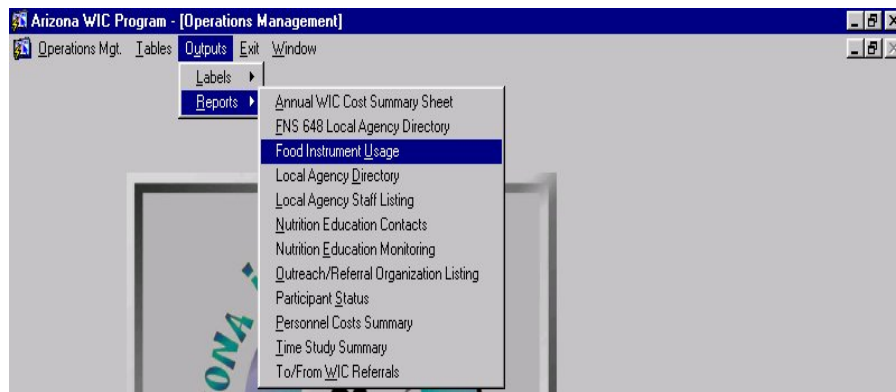 Arizona WIC Program - [Operations Management]
Operations Mgt. Tables Outputs Exit Window
Labels
Reports
Annual WIC Cost Summary Sheet
FNS 648 Local Agency Directory
Food Instrument Usage
Local Agency Directory
Local Agency Staff Listing
Nutrition Education Contacts
Nutrition Education Monitoring
Outreach/Referral Organization Listing
Participant Status
Personnel Costs Summary
Time Study Summary
To/From WIC Referrals